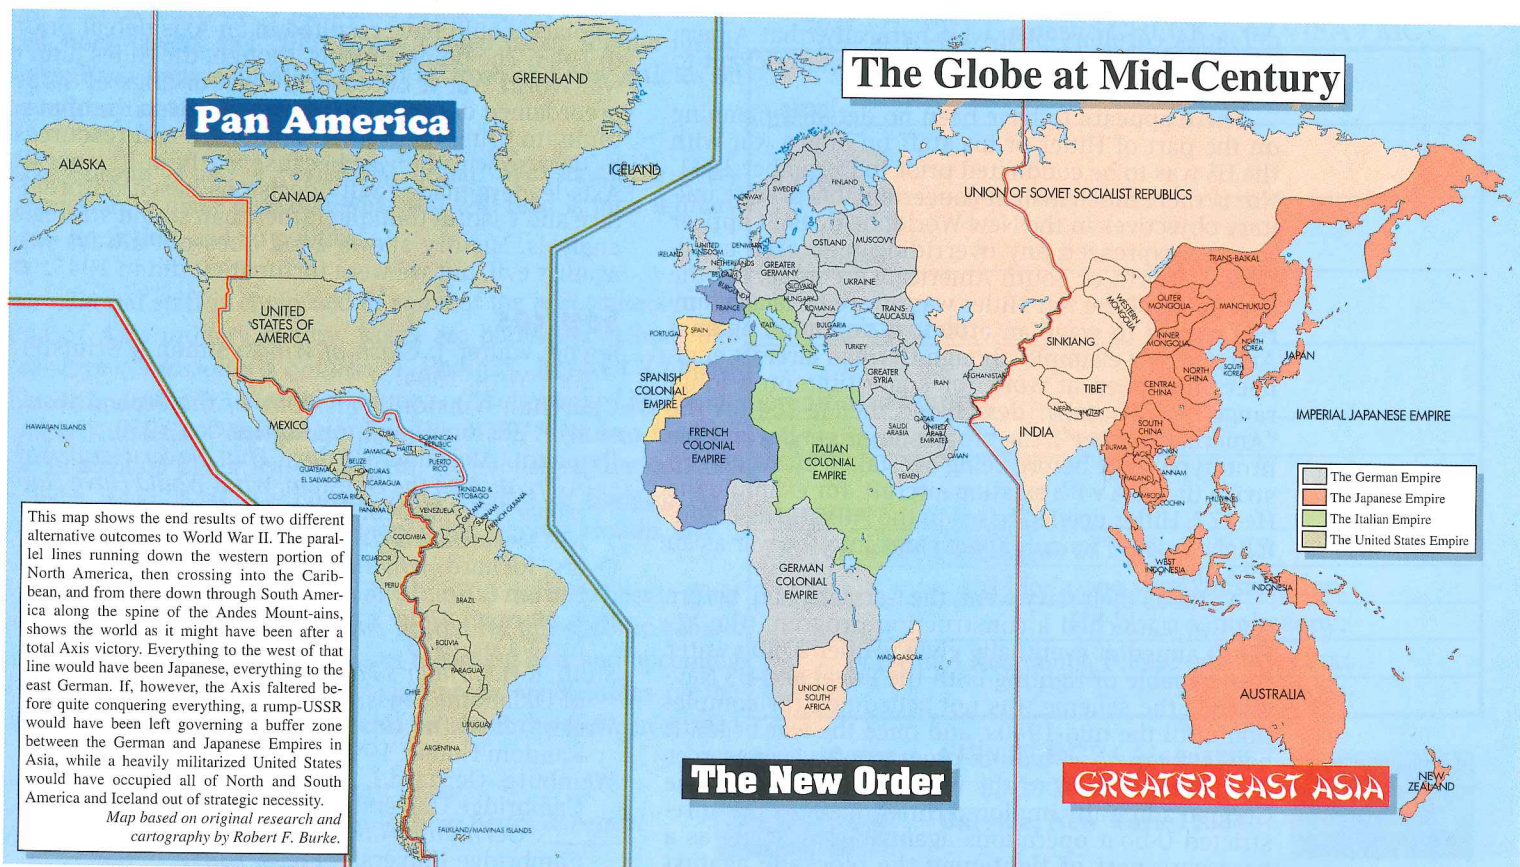 The Globe at Mid-Century
Pan America
GREENLAND
ICELAND
ALASKA
CANADA
UNITED
STATES OF
AMERICA
HAWAIIAN ISLANDS
MEXICO
CUBA
JAMAICA
HAITI
DOMINICAN
REPUBLIC
PUERTO
RICO
BELIZE
GUATEMALA
HONDURAS
EL SALVADOR
NICARAGUA
COSTA RICA
PANAMA
TRINIDAD &
TOBAGO
VENEZUELA
GUYANA
SURINAM
FRENCH GUIANA
COLOMBIA
ECUADOR
PERU
BRAZIL
BOLIVIA
PARAGUAY
CHILE
URUGUAY
ARGENTINA
FALKLAND/MALVINAS ISLANDS
NORWAY
SWEDEN
FINLAND
IRELAND
UNITED
KINGDOM
DENMARK
NETHERLANDS
BELGIUM
BURGUNDY
GREATER
GERMANY
OSTLAND
MUSCOVY
UKRAINE
SLOVAKIA
HUNGARY
ROMANIA
BULGARIA
FRANCE
ITALY
PORTUGAL
SPAIN
TRANS-
CAUCASUS
TURKEY
GREATER
SYRIA
IRAN
AFGHANISTAN
SAUDI
ARABIA
QATAR
UNITED
ARAB
EMIRATES
OMAN
YEMEN
SPANISH
COLONIAL
EMPIRE
FRENCH
COLONIAL
EMPIRE
ITALIAN
COLONIAL
EMPIRE
GERMAN
COLONIAL
EMPIRE
UNION OF
SOUTH
AFRICA
MADAGASCAR
UNION OF SOVIET SOCIALIST REPUBLICS
WESTERN
MONGOLIA
SINKIANG
TIBET
NEPAL
BHUTAN
INDIA
TRANS-BAIKAL
OUTER
MONGOLIA
MANCHUKUO
INNER
MONGOLIA
NORTH
KOREA
SOUTH
KOREA
JAPAN
NORTH
CHINA
CENTRAL
CHINA
SOUTH
CHINA
BURMA
LAOS
TONKIN
ANNAM
THAILAND
CAMBODIA
COCHIN
PHILIPPINES
WEST
INDONESIA
EAST
INDONESIA
AUSTRALIA
NEW
ZEALAND
IMPERIAL JAPANESE EMPIRE
The German Empire
The Japanese Empire
The Italian Empire
The United States Empire
This map shows the end results of two different
alternative outcomes to World War II. The paral-
lel lines running down the western portion of
North America, then crossing into the Carib-
bean, and from there down through South Amer-
ica along the spine of the Andes Mount-ains,
shows the world as it might have been after a
total Axis victory. Everything to the west of that
line would have been Japanese, everything to the
east German. If, however, the Axis faltered be-
fore quite conquering everything, a rump-USSR
would have been left governing a buffer zone
between the German and Japanese Empires in
Asia, while a heavily militarized United States
would have occupied all of North and South
America and Iceland out of strategic necessity.
Map based on original research and
cartography by Robert F. Burke.
The New Order
GREATER EAST ASIA